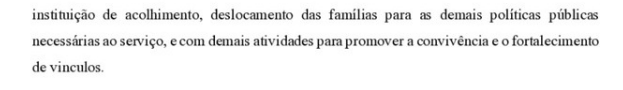 instituição de acolhimento, deslocamento das famílias para as demais políticas públicas
necessárias ao serviço, e com demais atividades para promover a convivência e o fortalecimento
de vinculos.